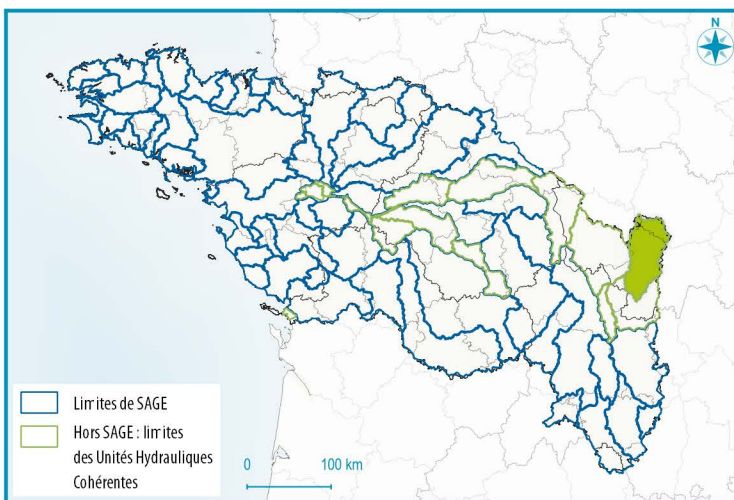 N
Limites de SAGE
Hors SAGE : limites
des Unités Hydrauliques
Cohérentes
0 100 km